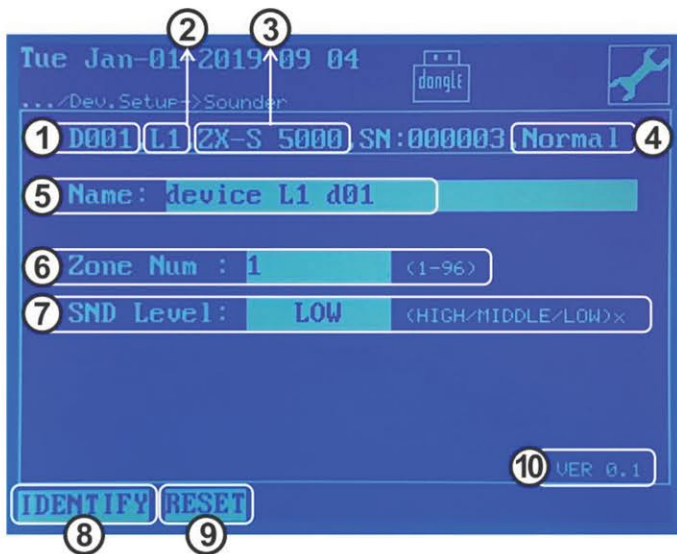 2 3
Tue Jan-01-2019 09 04
dongLE
.../Dev.Setup->Sounder
1 D001,L1,ZX-S 5000,SN:000003,Normal 4
5 Name: device L1 d01
6 Zone Num : 1 (1-96)
7 SND Level: LOW (HIGH/MIDDLE/LOW)x
10 VER 0.1
IDENTIFY RESET
8 9